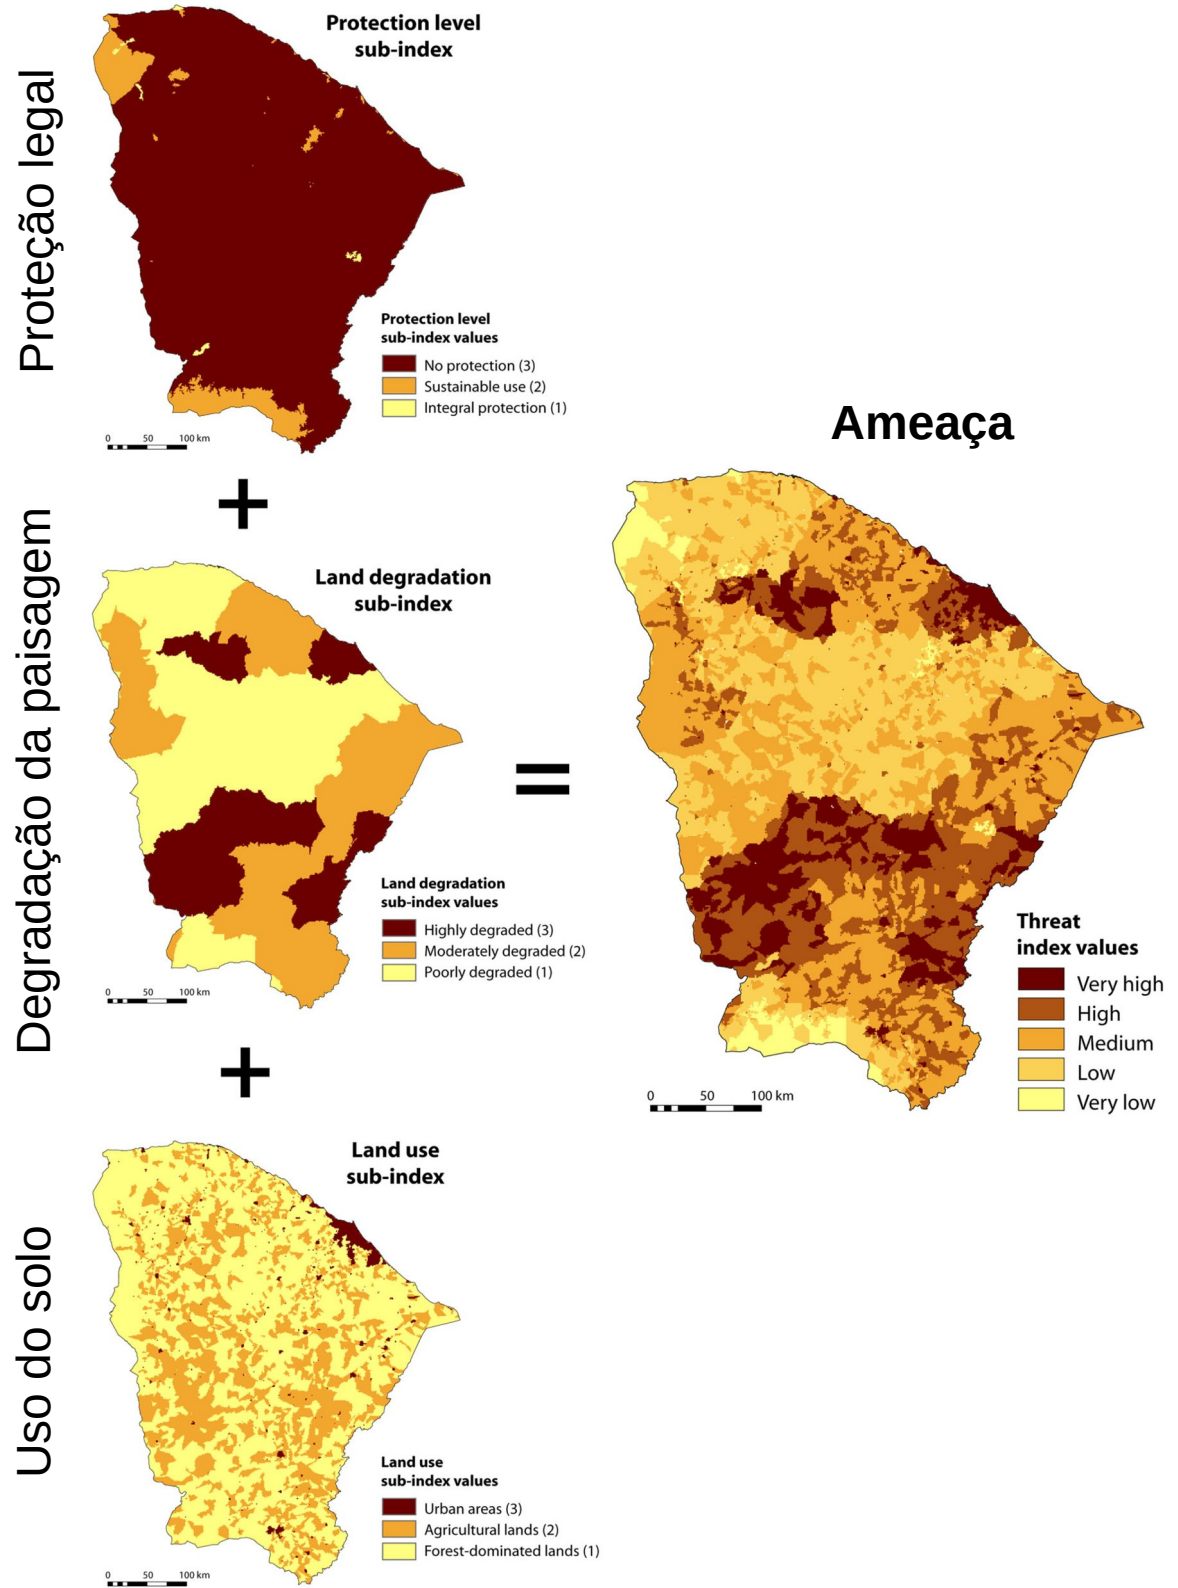 Proteção legal
Protection level
sub-index
Protection level
sub-index values
No protection (3)
Sustainable use (2)
Integral protection (1)
0 50 100 km
+
Degradação da paisagem
Land degradation
sub-index
Land degradation
sub-index values
Highly degraded (3)
Moderately degraded (2)
Poorly degraded (1)
0 50 100 km
+
Uso do solo
Land use
sub-index
Land use
sub-index values
Urban areas (3)
Agricultural lands (2)
Forest-dominated lands (1)
0 50 100 km
=
Ameaça
Threat
index values
Very high
High
Medium
Low
Very low
0 50 100 km